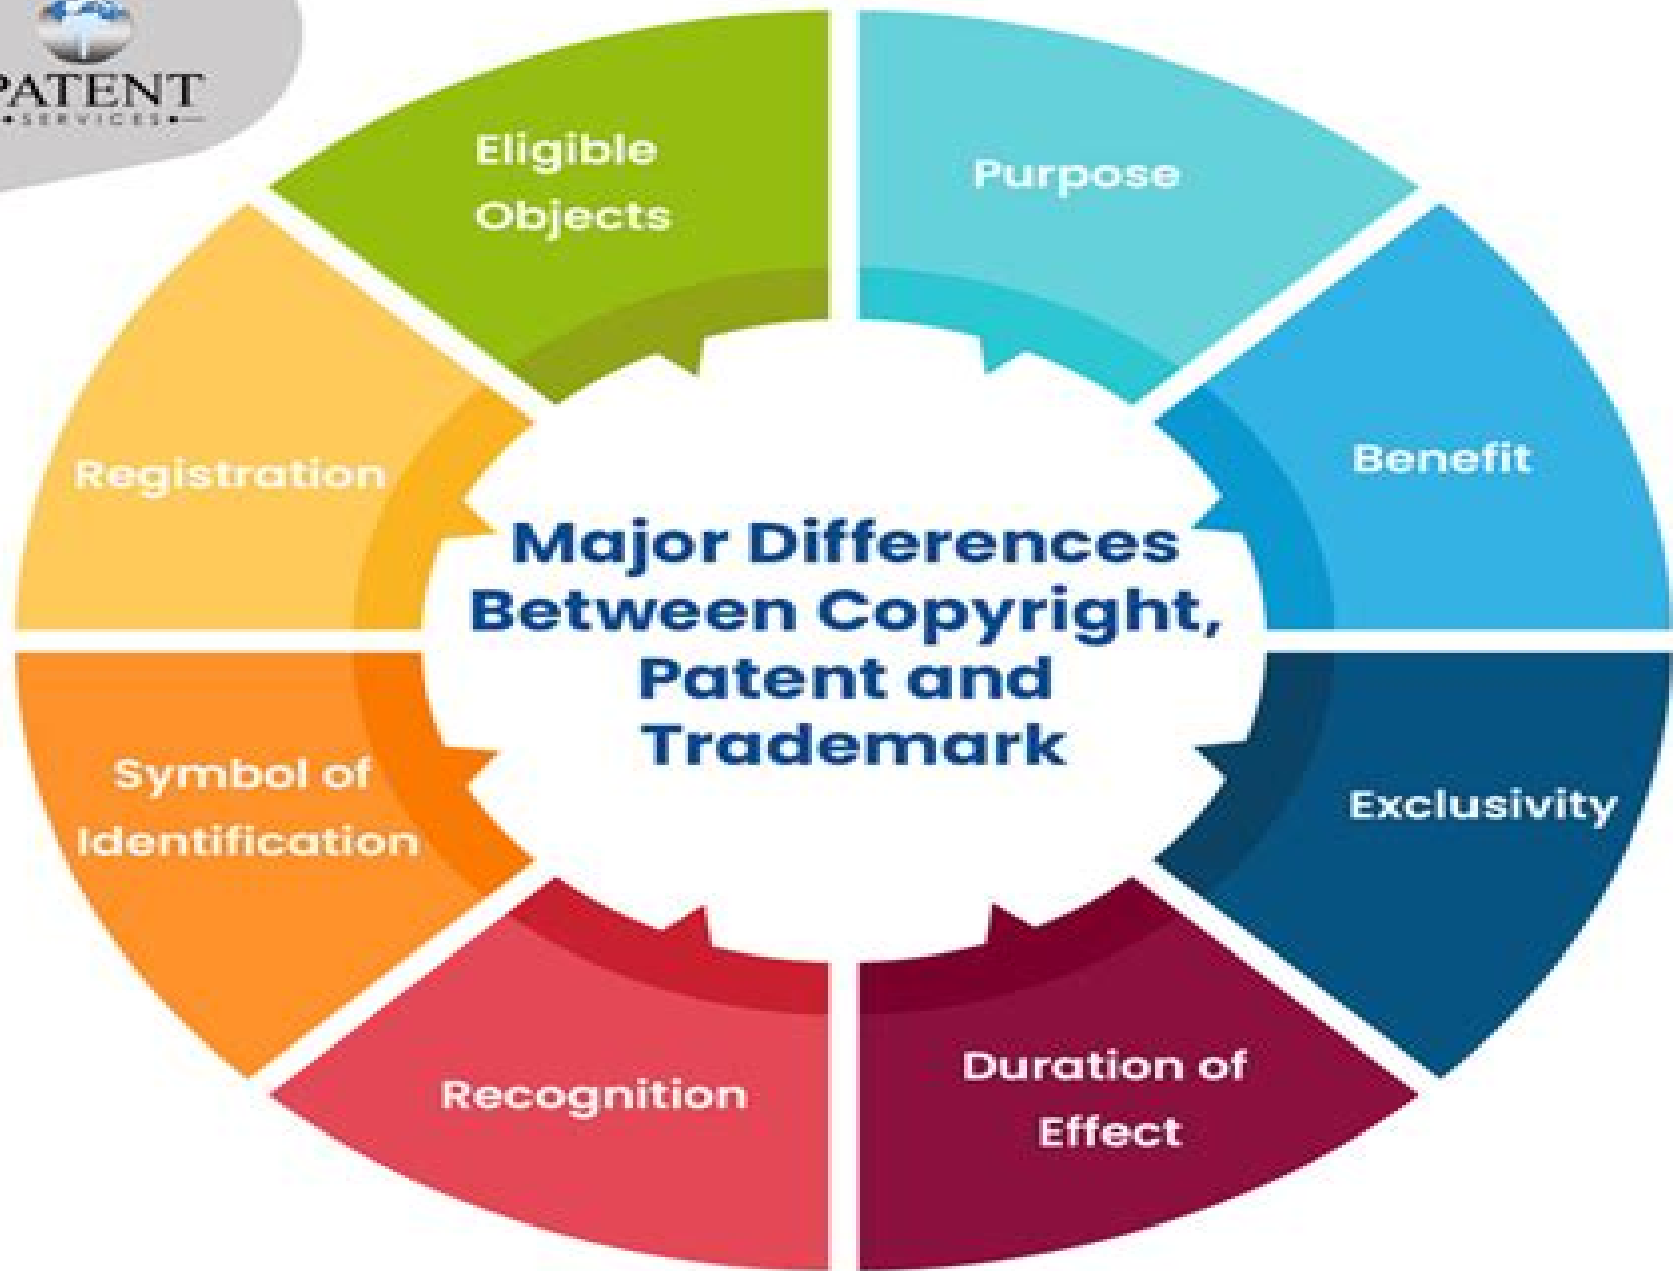 PATENT
SERVICES
Eligible
Objects
Purpose
Benefit
Exclusivity
Duration of
Effect
Recognition
Symbol of
Identification
Registration
Major Differences
Between Copyright,
Patent and
Trademark